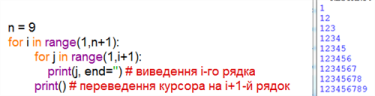 n = 9
for i in range(1,n+1):
for j in range(1,i+1):
print(j, end='') # виведення і-го рядка
print() # переведення курсора на і+1-й рядок
1
12
123
1234
12345
123456
1234567
12345678
123456789